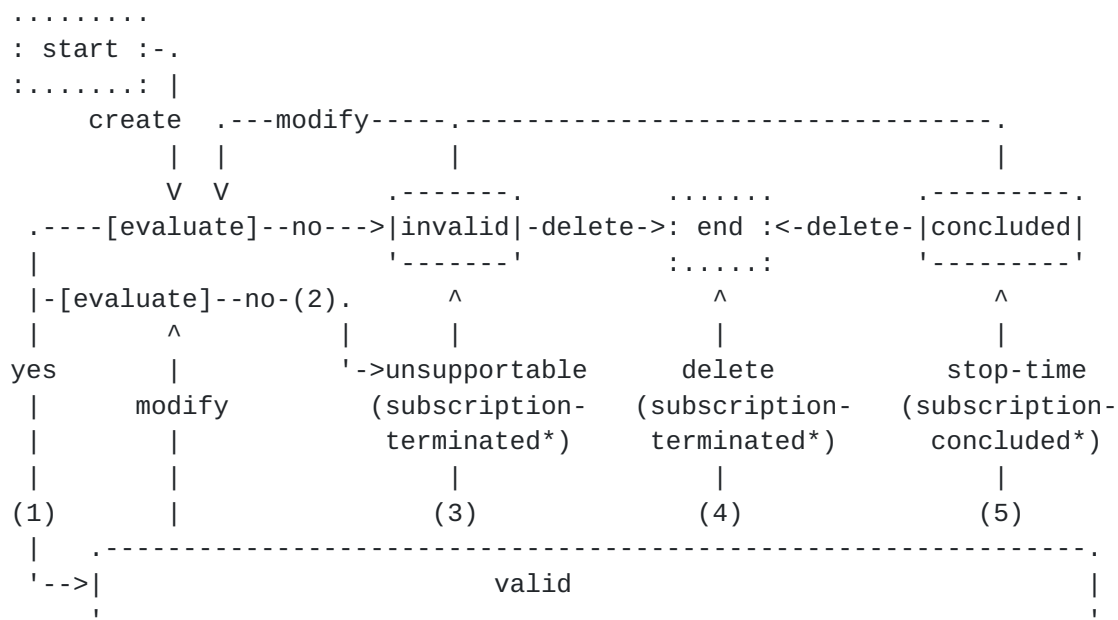 .........
: start :-.
:.......: |
     create  .---modify-----.----------------------------------.
          |  |              |                                  |
          V  V          .-------.         .......         .---------.
 .----[evaluate]--no--->|invalid|-delete->: end :<-delete-|concluded|
 |                      '-------'         :.....:         '---------'
 |-[evaluate]--no-(2).      ^                ^                 ^
 |        ^          |      |                |                 |
yes       |          '->unsupportable      delete          stop-time
 |      modify         (subscription-   (subscription-   (subscription-
 |        |             terminated*)     terminated*)      concluded*)
 |        |                 |                |                 |
(1)       |                (3)              (4)               (5)
 |   .---------------------------------------------------------------.
 '-->|                         valid                                 |
     '                                                               '